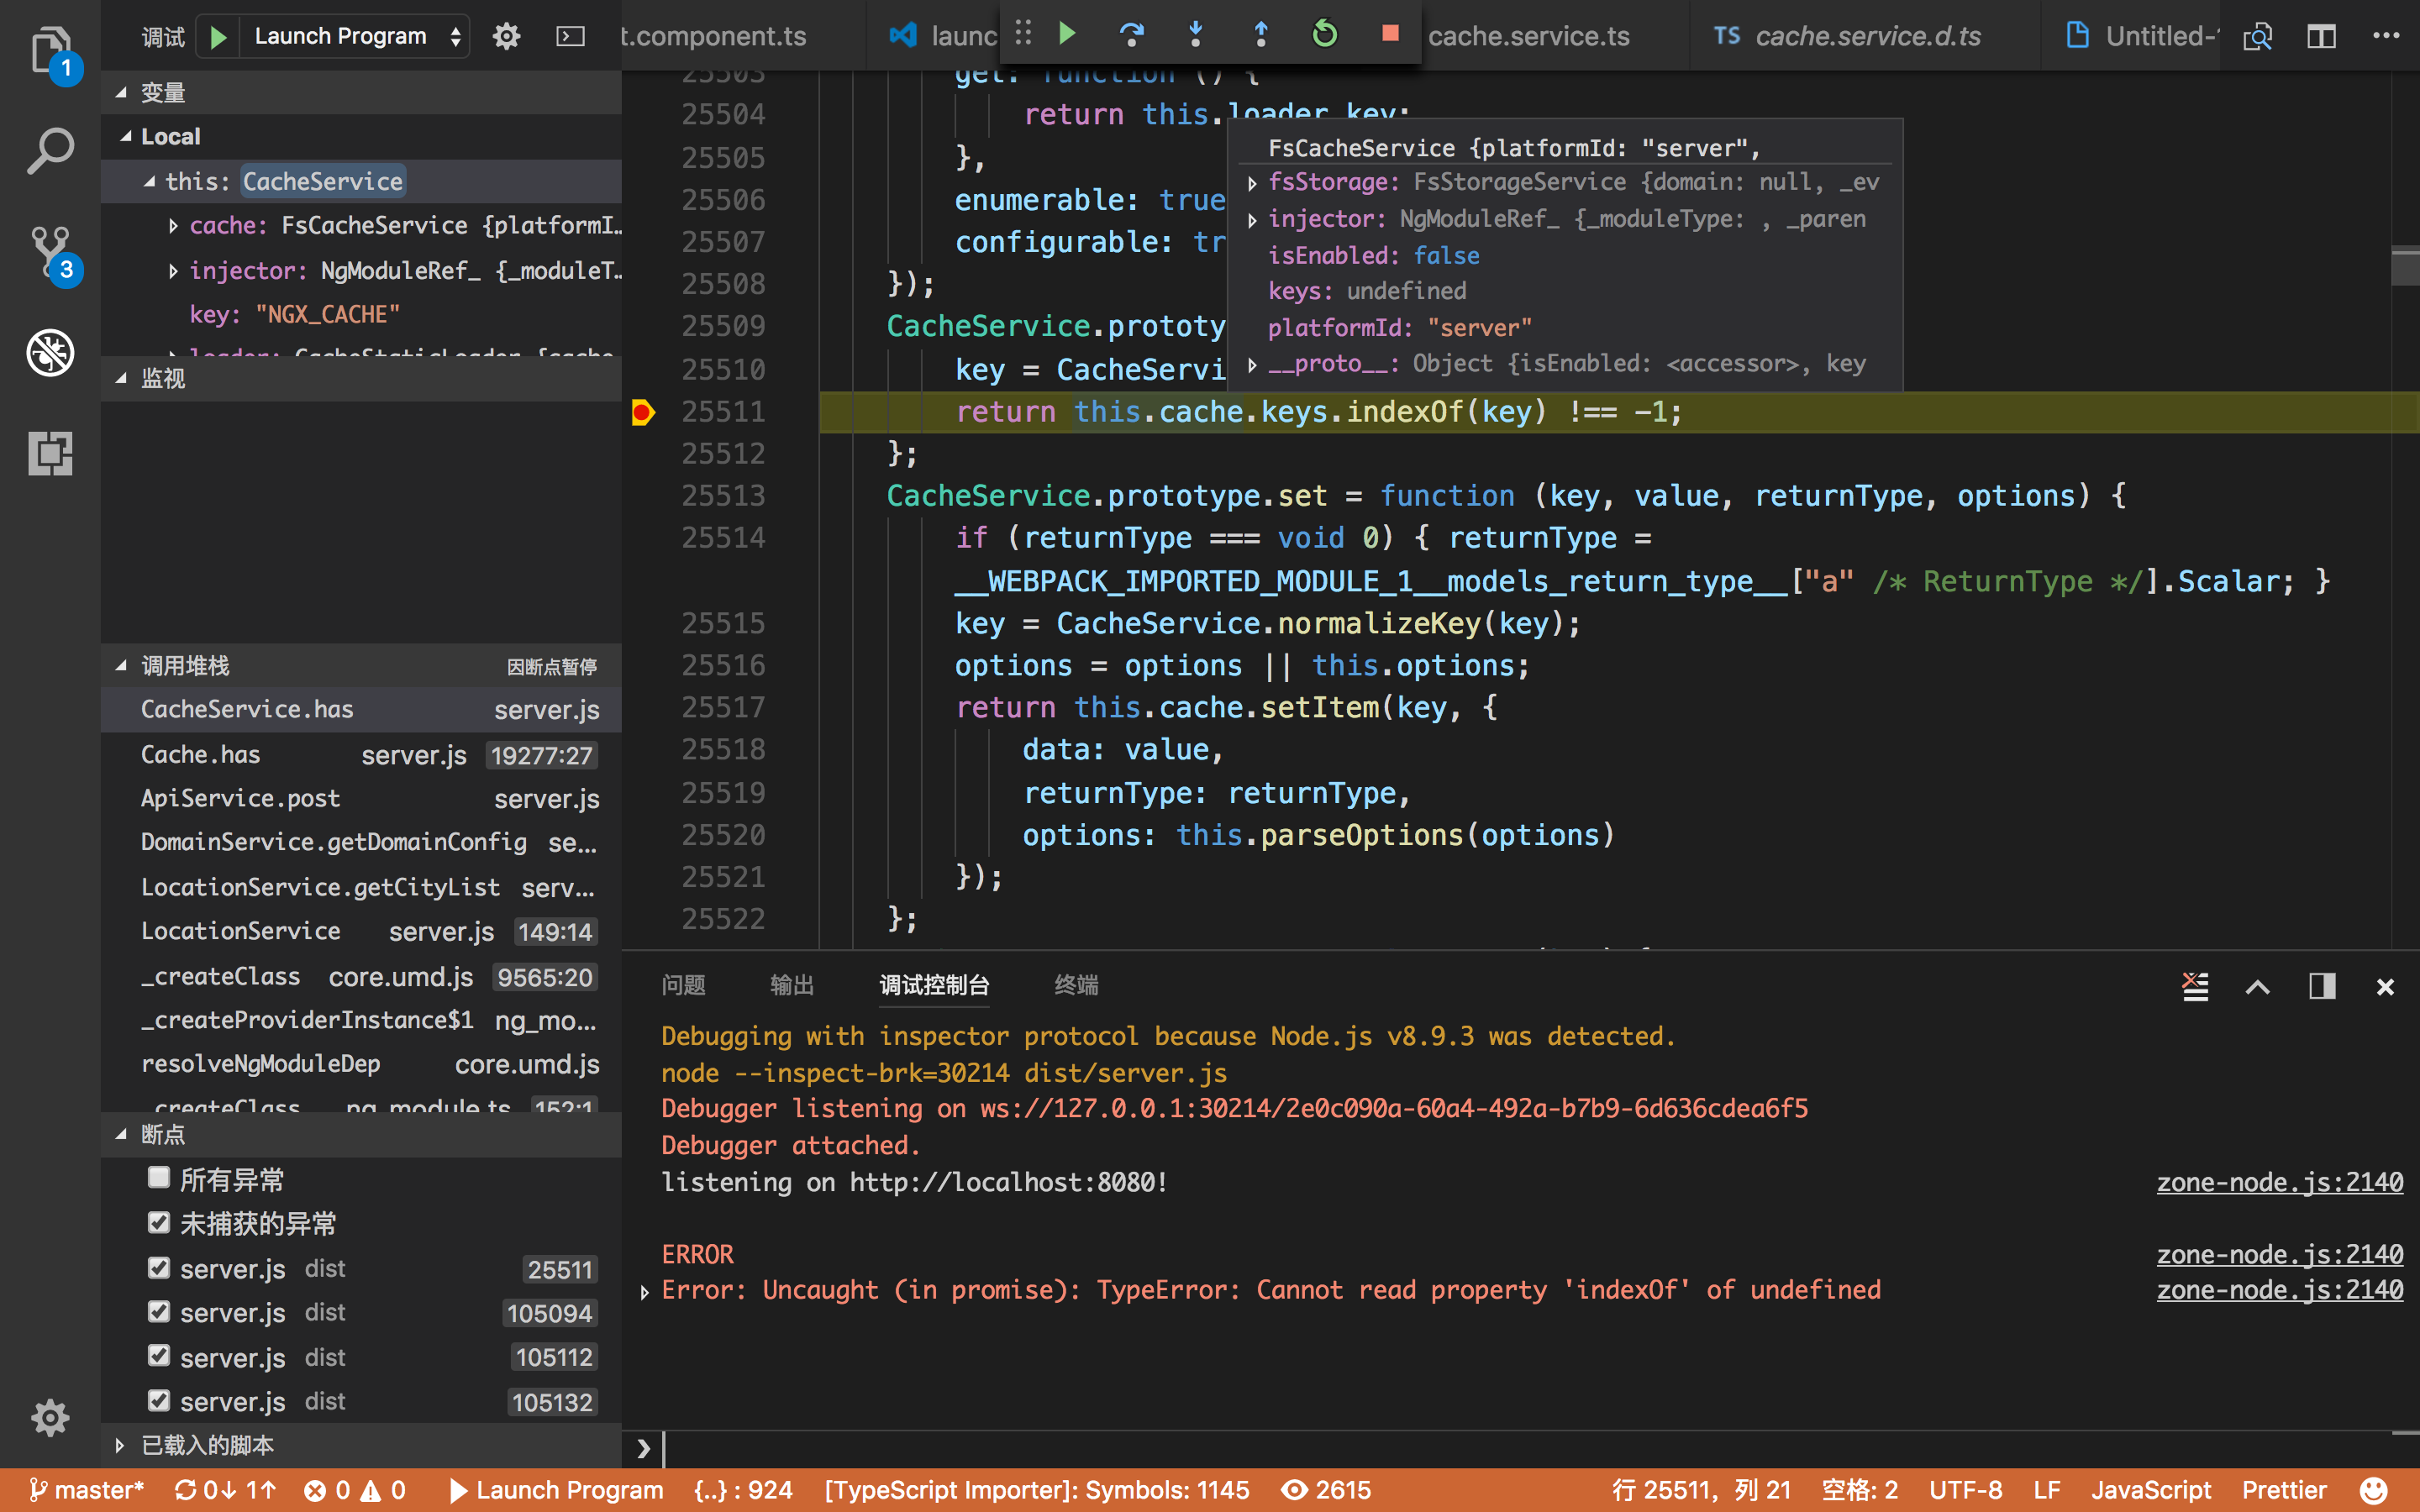 调试 Launch Program
t.component.ts launc cache.service.ts TS cache.service.d.ts Untitled-
变量
Local
this: CacheService
cache: FsCacheService {platformI…
injector: NgModuleRef_ {_moduleT…
key: "NGX_CACHE"
loader: CacheStaticLoader {cache
监视
调用堆栈 因断点暂停
CacheService.has server.js
Cache.has server.js 19277:27
ApiService.post server.js
DomainService.getDomainConfig se...
LocationService.getCityList serv...
LocationService server.js 149:14
_createClass core.umd.js 9565:20
_createProviderInstance$1 ng_mo...
resolveNgModuleDep core.umd.js
_createClass ng_module.ts 152:1
断点
所有异常
未捕获的异常
server.js dist 25511
server.js dist 105094
server.js dist 105112
server.js dist 105132
已载入的脚本
25503 get: function () {
25504 return this.loader.key;
25505 },
25506 enumerable: true
25507 configurable: tr
25508 });
25509 CacheService.prototy
25510 key = CacheServi
25511 return this.cache.keys.indexOf(key) !== -1;
25512 };
25513 CacheService.prototype.set = function (key, value, returnType, options) {
25514 if (returnType === void 0) { returnType =
__WEBPACK_IMPORTED_MODULE_1__models_return_type__["a" /* ReturnType */].Scalar; }
25515 key = CacheService.normalizeKey(key);
25516 options = options || this.options;
25517 return this.cache.setItem(key, {
25518 data: value,
25519 returnType: returnType,
25520 options: this.parseOptions(options)
25521 });
25522 };
FsCacheService {platformId: "server",
fsStorage: FsStorageService {domain: null, _ev
injector: NgModuleRef_ {_moduleType: , _paren
isEnabled: false
keys: undefined
platformId: "server"
__proto__: Object {isEnabled: <accessor>, key
问题 输出 调试控制台 终端
Debugging with inspector protocol because Node.js v8.9.3 was detected.
node --inspect-brk=30214 dist/server.js
Debugger listening on ws://127.0.0.1:30214/2e0c090a-60a4-492a-b7b9-6d636cdea6f5
Debugger attached.
listening on http://localhost:8080! zone-node.js:2140
ERROR zone-node.js:2140
Error: Uncaught (in promise): TypeError: Cannot read property 'indexOf' of undefined zone-node.js:2140
1
3
master* 0↓ 1↑ 0 0 Launch Program {..} : 924 [TypeScript Importer]: Symbols: 1145 2615 行 25511，列 21 空格: 2 UTF-8 LF JavaScript Prettier